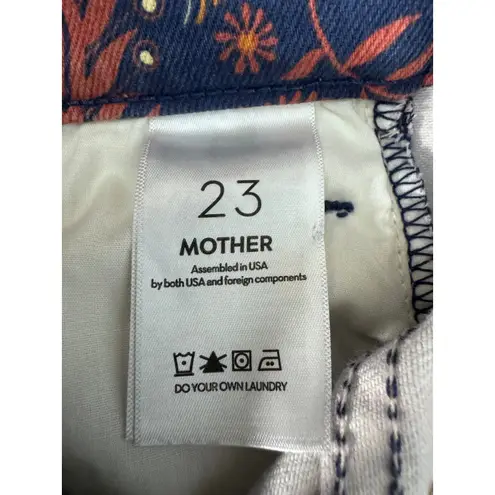 23
MOTHER
Assembled in USA
by both USA and foreign components
DO YOUR OWN LAUNDRY